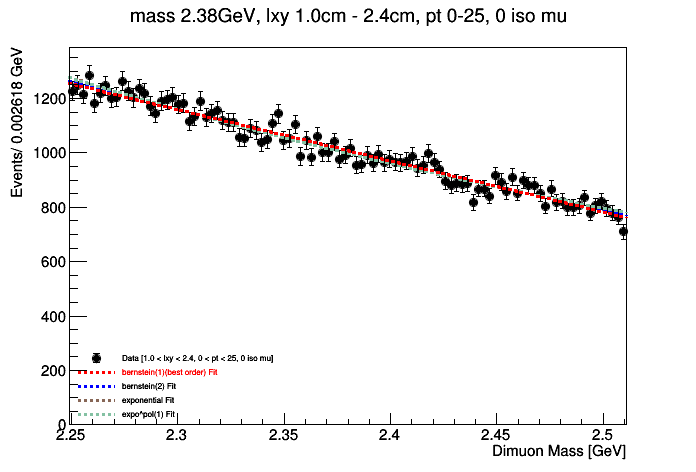 mass 2.38GeV, lxy 1.0cm - 2.4cm, pt 0-25, 0 iso mu
Events/ 0.002618 GeV
1200
1000
800
600
400
200
0
Data [1.0 < lxy < 2.4, 0 < pt < 25, 0 iso mu]
bernstein(1)(best order) Fit
bernstein(2) Fit
exponential Fit
expo^pol(1) Fit
2.25 2.3 2.35 2.4 2.45 2.5
Dimuon Mass [GeV]